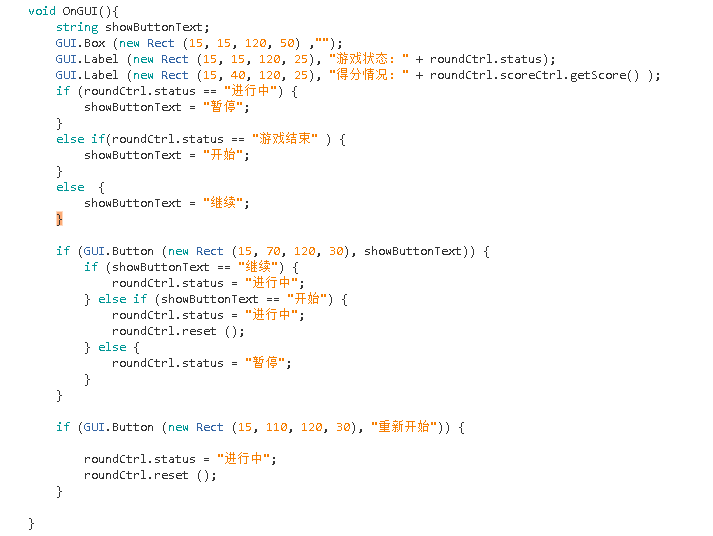 void OnGUI(){
    string showButtonText;
    GUI.Box (new Rect (15, 15, 120, 50) ,"");
    GUI.Label (new Rect (15, 15, 120, 25), "游戏状态：" + roundCtrl.status);
    GUI.Label (new Rect (15, 40, 120, 25), "得分情况：" + roundCtrl.scoreCtrl.getScore() );
    if (roundCtrl.status == "进行中") {
        showButtonText = "暂停";
    }
    else if(roundCtrl.status == "游戏结束" ) {
        showButtonText = "开始";
    }
    else  {
        showButtonText = "继续";
    }
    if (GUI.Button (new Rect (15, 70, 120, 30), showButtonText)) {
        if (showButtonText == "继续") {
            roundCtrl.status = "进行中";
        } else if (showButtonText == "开始") {
            roundCtrl.status = "进行中";
            roundCtrl.reset ();
        } else {
            roundCtrl.status = "暂停";
        }
    }
    if (GUI.Button (new Rect (15, 110, 120, 30), "重新开始")) {
        roundCtrl.status = "进行中";
        roundCtrl.reset ();
    }
}